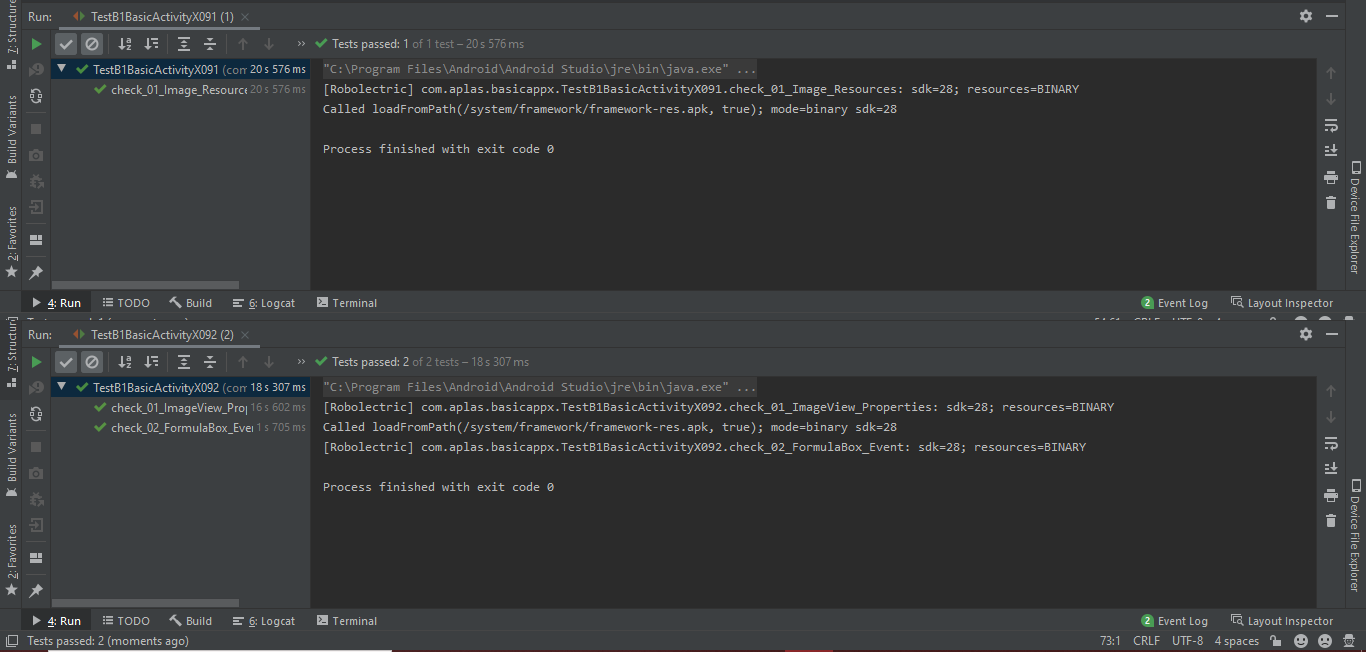 Run: TestB1BasicActivityX091 (1)
Tests passed: 1 of 1 test – 20 s 576 ms
TestB1BasicActivityX091 (com 20 s 576 ms
check_01_Image_Resource 20 s 576 ms
"C:\Program Files\Android\Android Studio\jre\bin\java.exe" ...
[Robolectric] com.aplas.basicappx.TestB1BasicActivityX091.check_01_Image_Resources: sdk=28; resources=BINARY
Called loadFromPath(/system/framework/framework-res.apk, true); mode=binary sdk=28
Process finished with exit code 0
7: Structure
Build Variants
2: Favorites
Device File Explorer
4: Run TODO Build 6: Logcat Terminal 2 Event Log Layout Inspector
Run: TestB1BasicActivityX092 (2)
Tests passed: 2 of 2 tests – 18 s 307 ms
TestB1BasicActivityX092 (com 18 s 307 ms
check_01_ImageView_Prop 16 s 602 ms
check_02_FormulaBox_Eve 1 s 705 ms
"C:\Program Files\Android\Android Studio\jre\bin\java.exe" ...
[Robolectric] com.aplas.basicappx.TestB1BasicActivityX092.check_01_ImageView_Properties: sdk=28; resources=BINARY
Called loadFromPath(/system/framework/framework-res.apk, true); mode=binary sdk=28
[Robolectric] com.aplas.basicappx.TestB1BasicActivityX092.check_02_FormulaBox_Event: sdk=28; resources=BINARY
Process finished with exit code 0
7: Structure
Build Variants
2: Favorites
Device File Explorer
4: Run TODO Build 6: Logcat Terminal 2 Event Log Layout Inspector
Tests passed: 2 (moments ago) 73:1 CRLF UTF-8 4 spaces